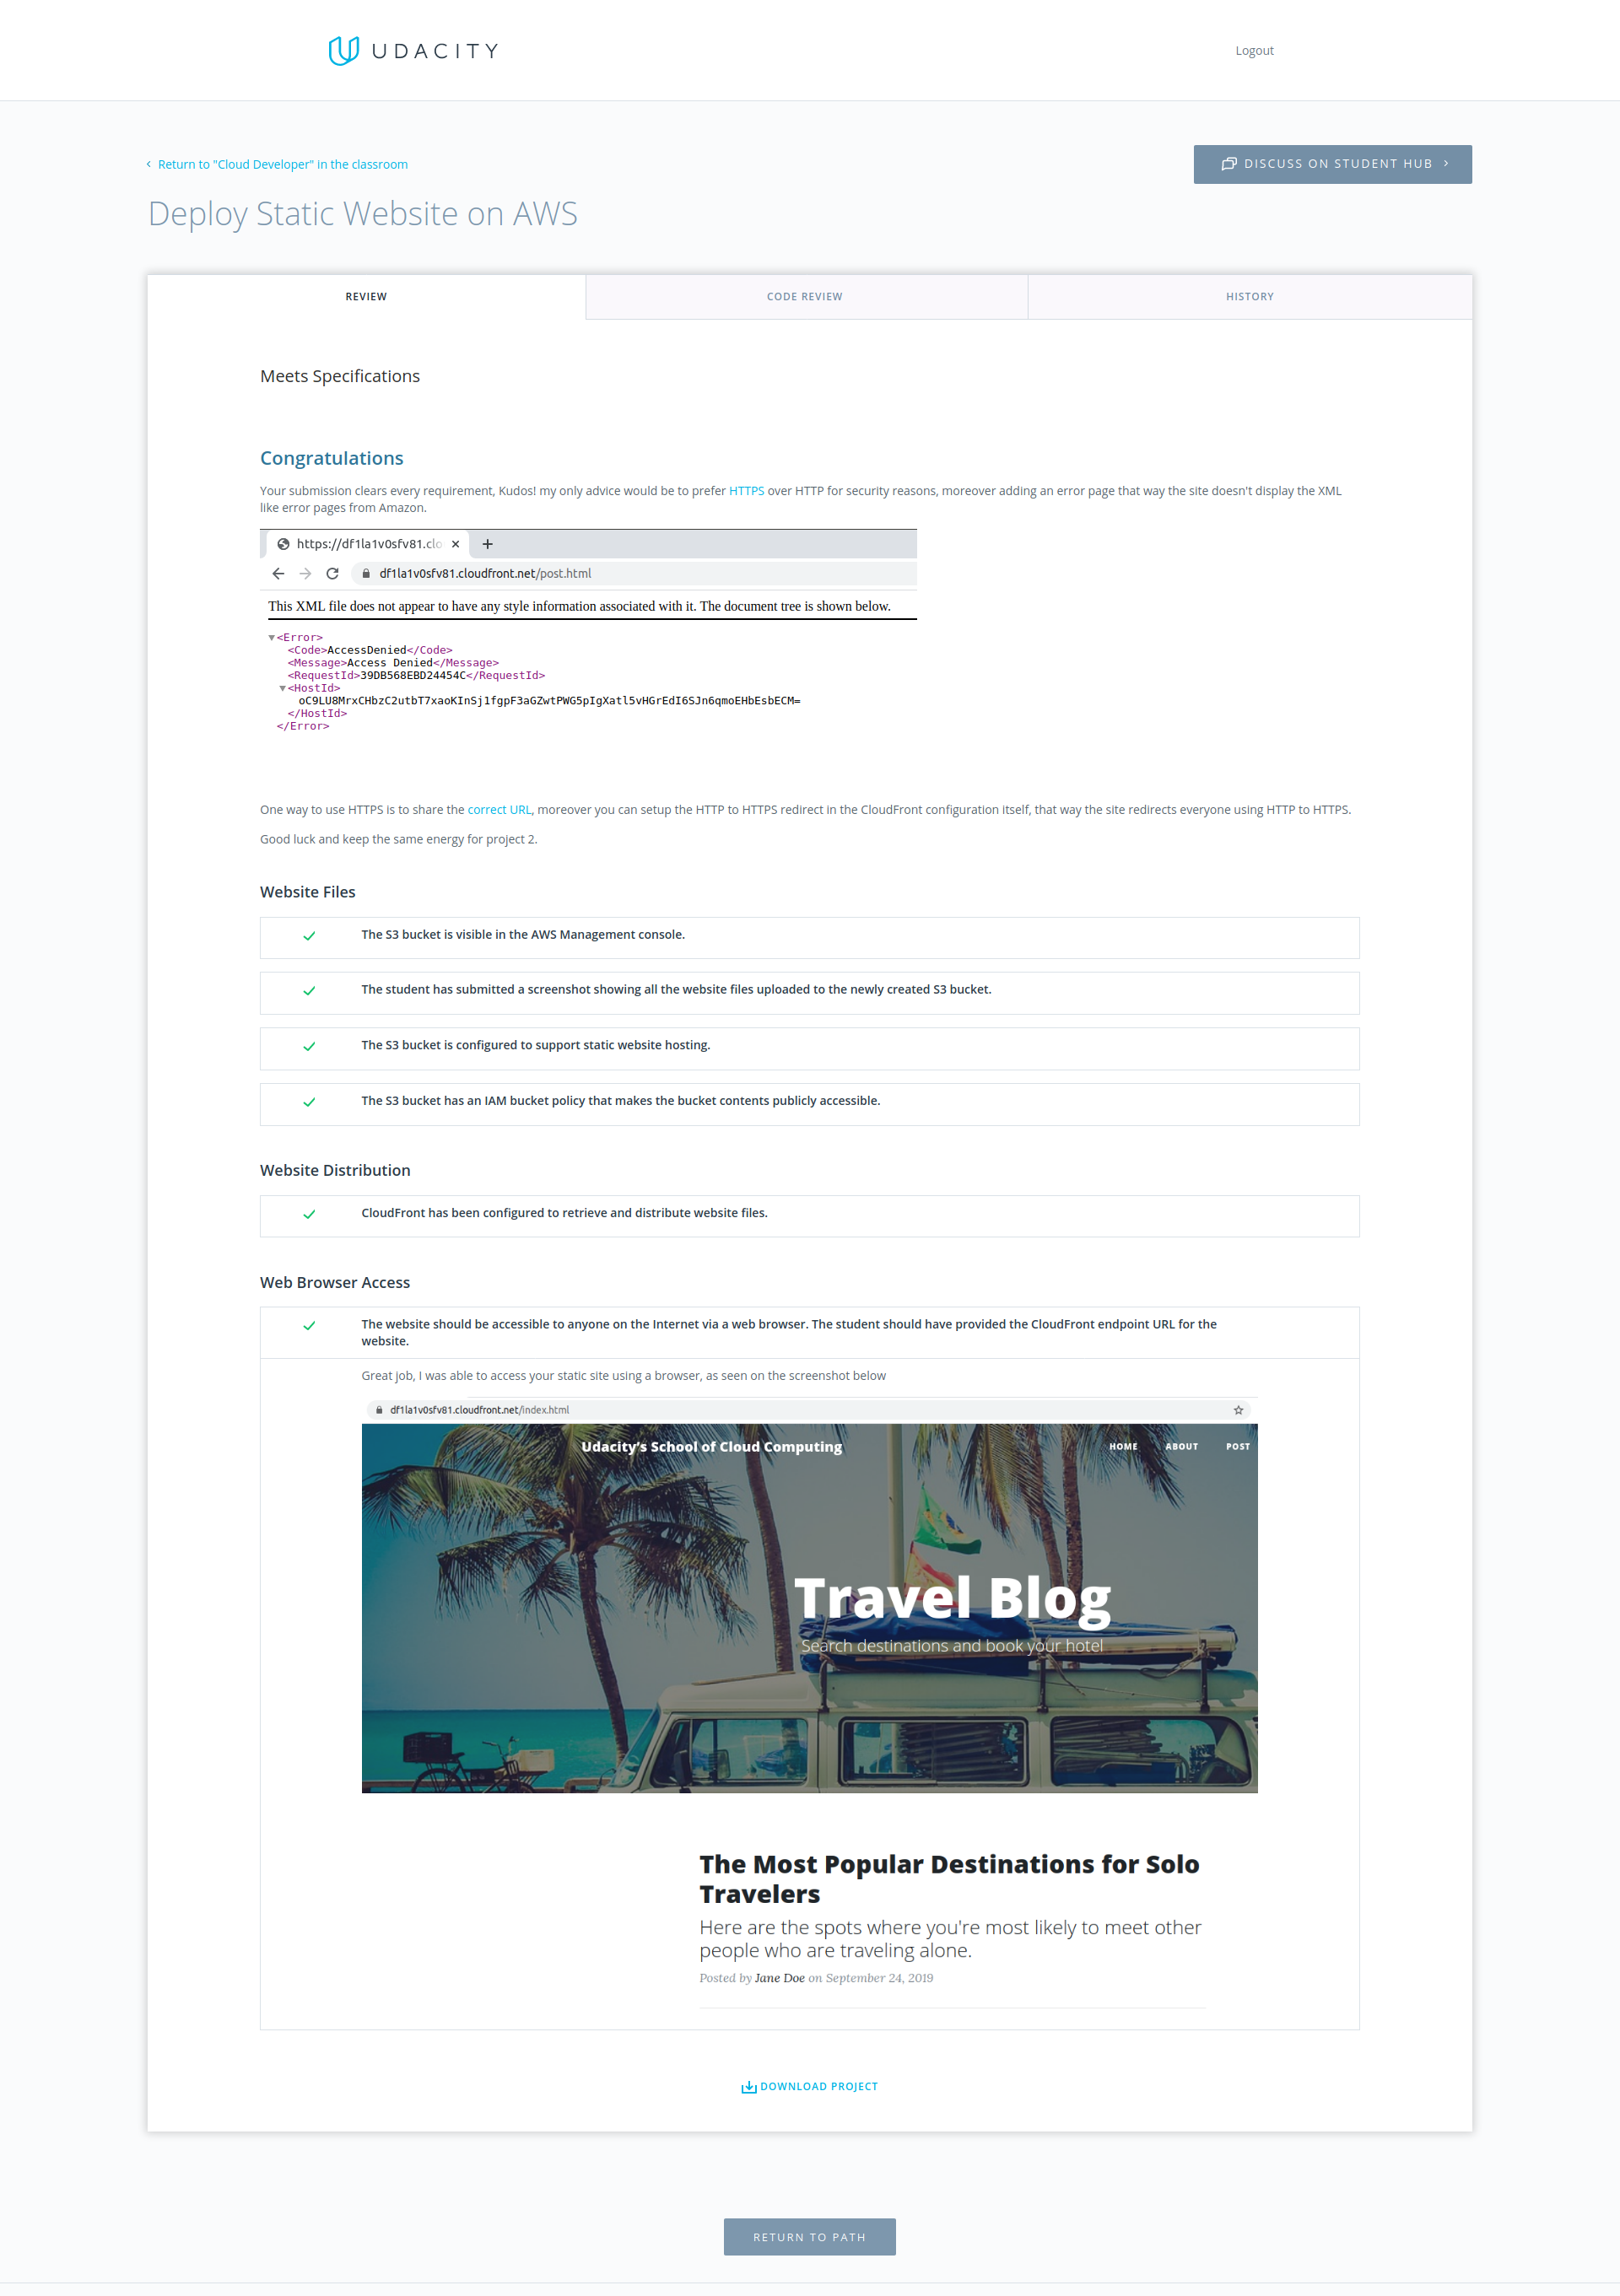 UDACITY
Logout
Return to "Cloud Developer" in the classroom
DISCUSS ON STUDENT HUB
Deploy Static Website on AWS
REVIEW
CODE REVIEW
HISTORY
Meets Specifications
Congratulations
Your submission clears every requirement, Kudos! my only advice would be to prefer HTTPS over HTTP for security reasons, moreover adding an error page that way the site doesn't display the XML
like error pages from Amazon.
https://df1la1v0sfv81.clo
df1la1v0sfv81.cloudfront.net/post.html
This XML file does not appear to have any style information associated with it. The document tree is shown below.
<Error>
<Code>AccessDenied</Code>
<Message>Access Denied</Message>
<RequestId>39DB568EBD24454C</RequestId>
<HostId>
oC9LU8MrxCHbzC2utbT7xaoKInSj1fgpF3aGZwtPWG5pIgXatl5vHGrEdI6SJn6qmoEHbEsbECM=
</HostId>
</Error>
One way to use HTTPS is to share the correct URL, moreover you can setup the HTTP to HTTPS redirect in the CloudFront configuration itself, that way the site redirects everyone using HTTP to HTTPS.
Good luck and keep the same energy for project 2.
Website Files
The S3 bucket is visible in the AWS Management console.
The student has submitted a screenshot showing all the website files uploaded to the newly created S3 bucket.
The S3 bucket is configured to support static website hosting.
The S3 bucket has an IAM bucket policy that makes the bucket contents publicly accessible.
Website Distribution
CloudFront has been configured to retrieve and distribute website files.
Web Browser Access
The website should be accessible to anyone on the Internet via a web browser. The student should have provided the CloudFront endpoint URL for the
website.
Great job, I was able to access your static site using a browser, as seen on the screenshot below
df1la1v0sfv81.cloudfront.net/index.html
Udacity's School of Cloud Computing
HOME
ABOUT
POST
Travel Blog
Search destinations and book your hotel
The Most Popular Destinations for Solo
Travelers
Here are the spots where you're most likely to meet other
people who are traveling alone.
Posted by Jane Doe on September 24, 2019
DOWNLOAD PROJECT
RETURN TO PATH